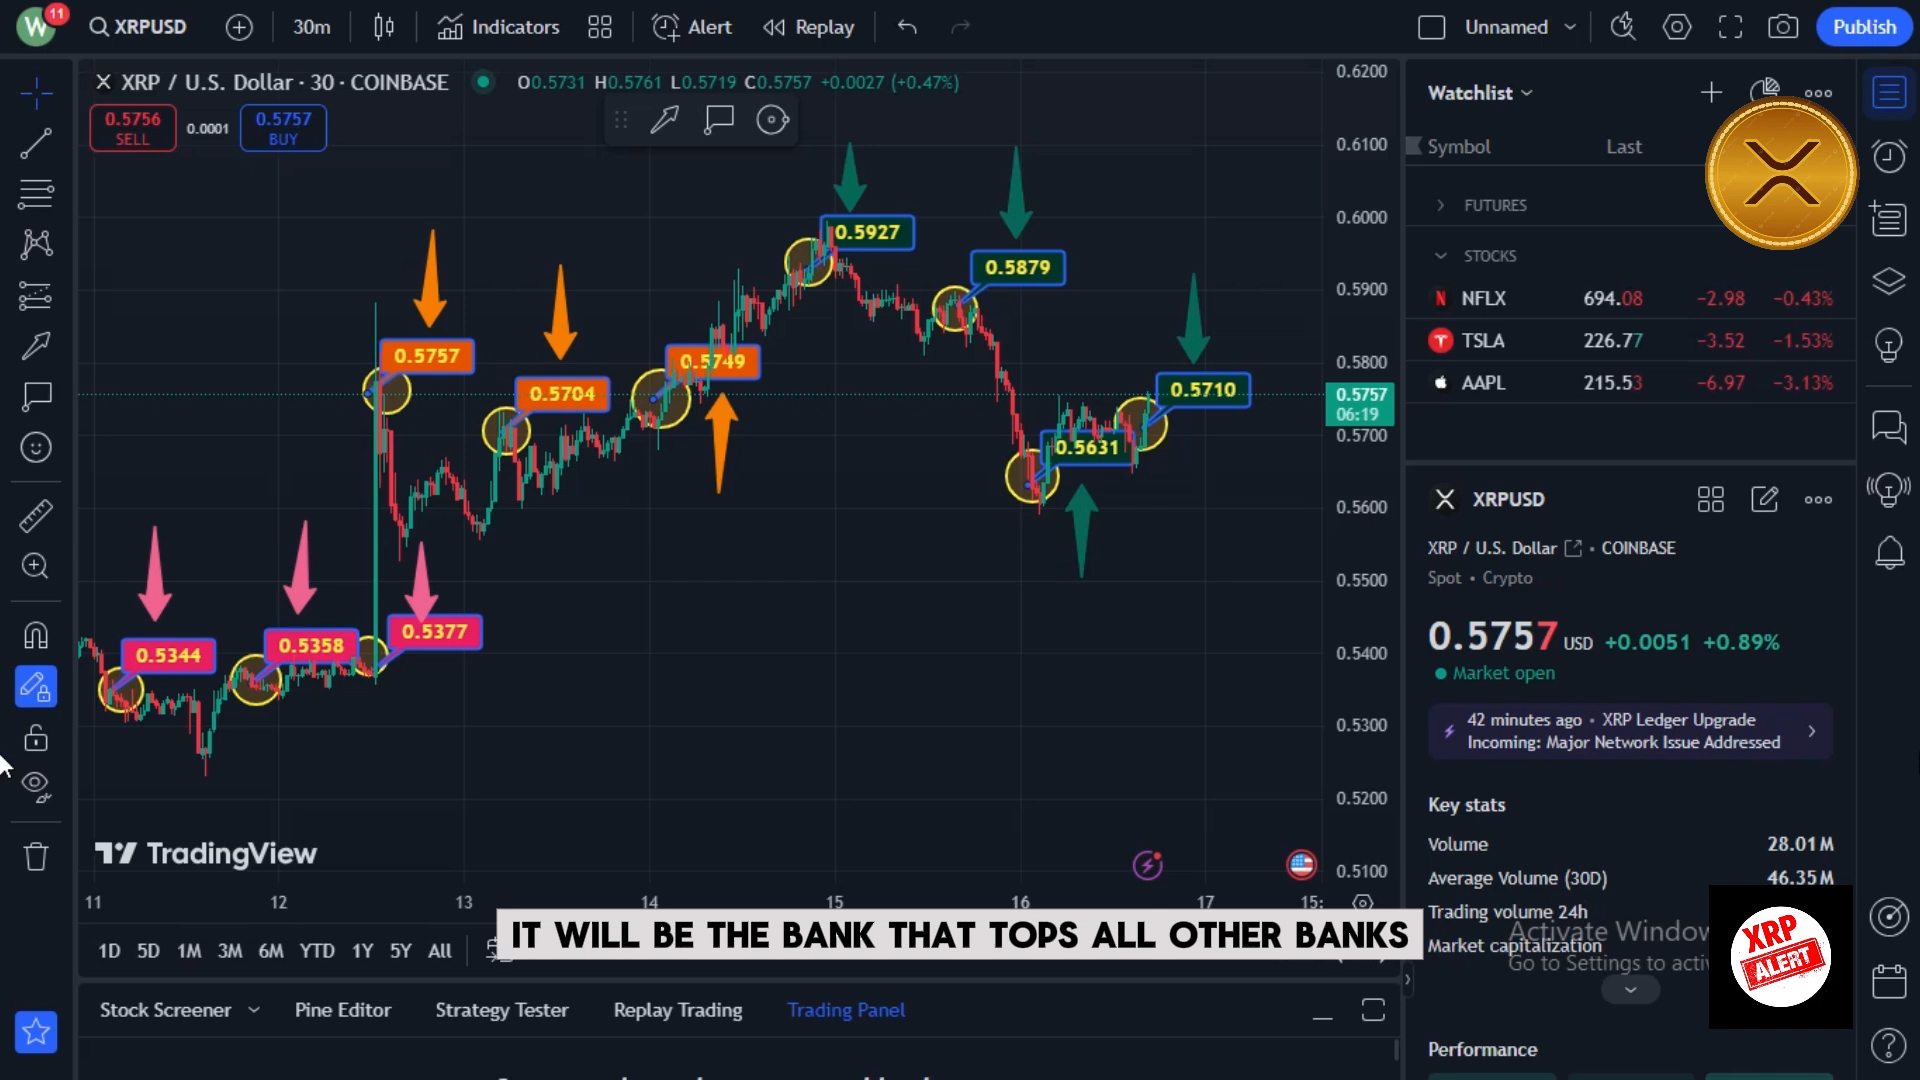 W
11
XRPUSD
30m
Indicators
Alert
Replay
Unnamed
Publish
XRP / U.S. Dollar · 30 · COINBASE
O0.5731 H0.5761 L0.5719 C0.5757 +0.0027 (+0.47%)
0.5756
SELL
0.0001
0.5757
BUY
0.5927
0.5879
0.5757
0.5704
0.5749
0.5710
0.5631
0.5344
0.5358
0.5377
0.6200
0.6100
0.6000
0.5900
0.5800
0.5757
06:19
0.5700
0.5600
0.5500
0.5400
0.5300
0.5200
0.5100
TradingView
11 12 13 14 15 16 17 15:
IT WILL BE THE BANK THAT TOPS ALL OTHER BANKS
1D 5D 1M 3M 6M YTD 1Y 5Y All
Stock Screener
Pine Editor
Strategy Tester
Replay Trading
Trading Panel
Watchlist
Symbol Last
FUTURES
STOCKS
NFLX 694.08 −2.98 −0.43%
TSLA 226.77 −3.52 −1.53%
AAPL 215.53 −6.97 −3.13%
XRPUSD
XRP / U.S. Dollar • COINBASE
Spot • Crypto
0.5757 USD +0.0051 +0.89%
Market open
42 minutes ago • XRP Ledger Upgrade
Incoming: Major Network Issue Addressed
Key stats
Volume 28.01M
Average Volume (30D) 46.35M
Trading volume 24h
Market capitalization
Activate Window
Go to Settings to acti
XRP
ALERT
Performance